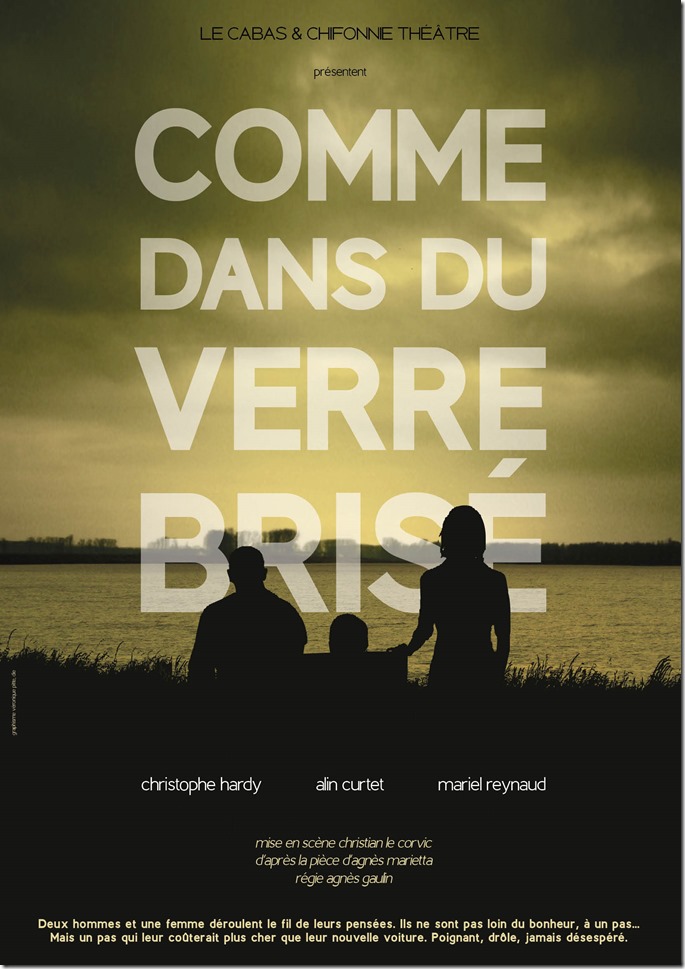 LE CABAS & CHIFONNIE THÉÂTRE
présentent
COMME
DANS DU
VERRE
BRISÉ
christophe hardy alin curtet mariel reynaud
mise en scène christian le corvic
d'après la pièce d'agnès marietta
régie agnès gaulin
Deux hommes et une femme déroulent le fil de leurs pensées. Ils ne sont pas loin du bonheur, à un pas...
Mais un pas qui leur coûterait plus cher que leur nouvelle voiture. Poignant, drôle, jamais désespéré.